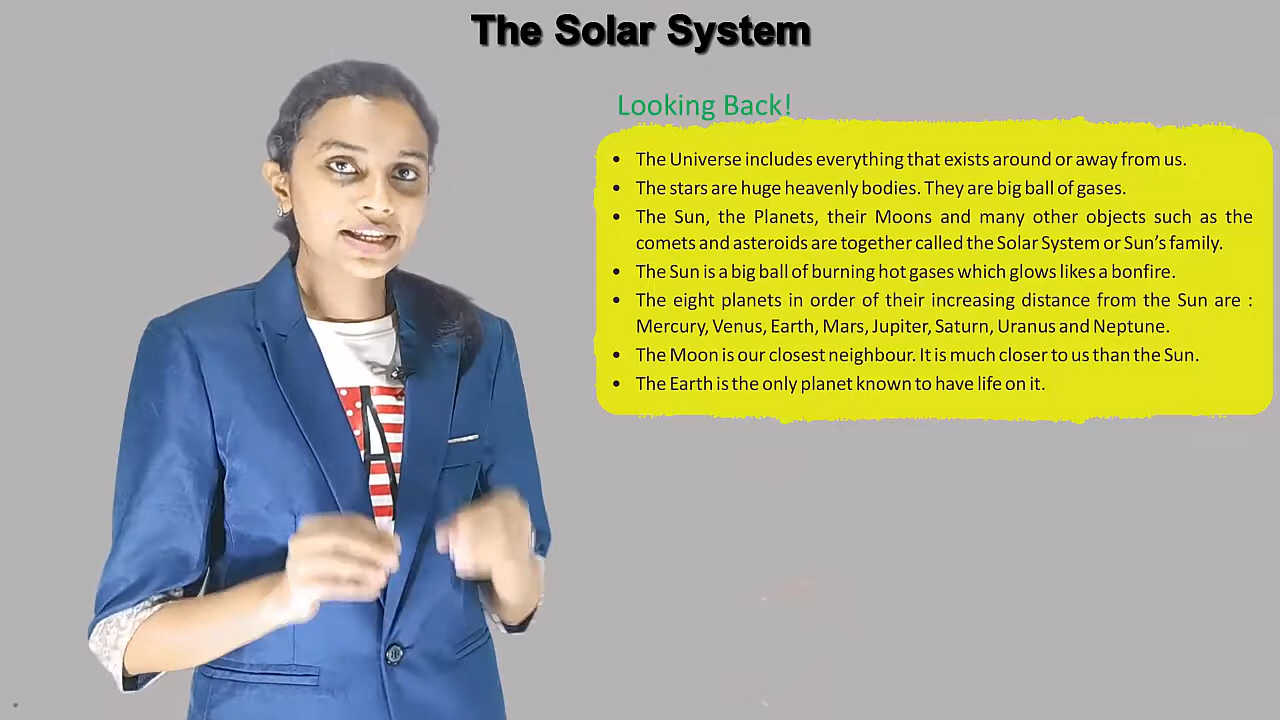 The Solar System
Looking Back!
• The Universe includes everything that exists around or away from us.
• The stars are huge heavenly bodies. They are big ball of gases.
• The Sun, the Planets, their Moons and many other objects such as the
comets and asteroids are together called the Solar System or Sun's family.
• The Sun is a big ball of burning hot gases which glows likes a bonfire.
• The eight planets in order of their increasing distance from the Sun are :
Mercury, Venus, Earth, Mars, Jupiter, Saturn, Uranus and Neptune.
• The Moon is our closest neighbour. It is much closer to us than the Sun.
• The Earth is the only planet known to have life on it.